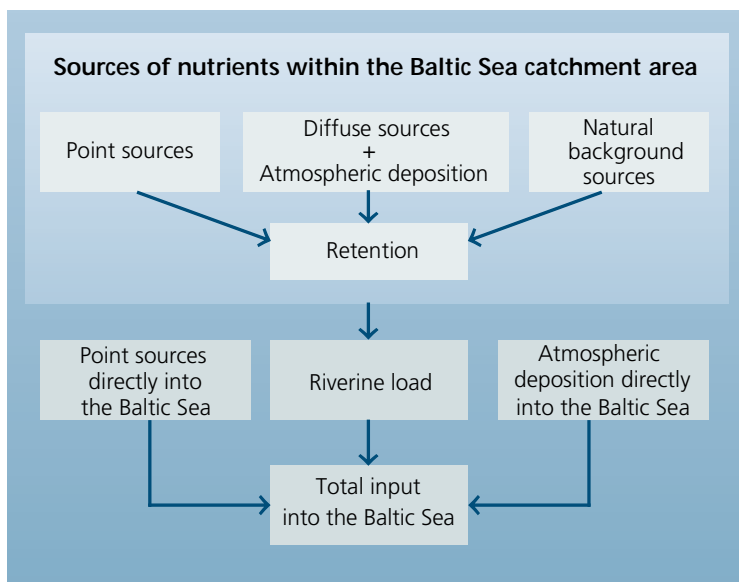 Sources of nutrients within the Baltic Sea catchment area
Point sources
Diffuse sources
+
Atmospheric deposition
Natural
background
sources
Retention
Point sources
directly into
the Baltic Sea
Riverine load
Atmospheric
deposition directly
into the Baltic Sea
Total input
into the Baltic Sea